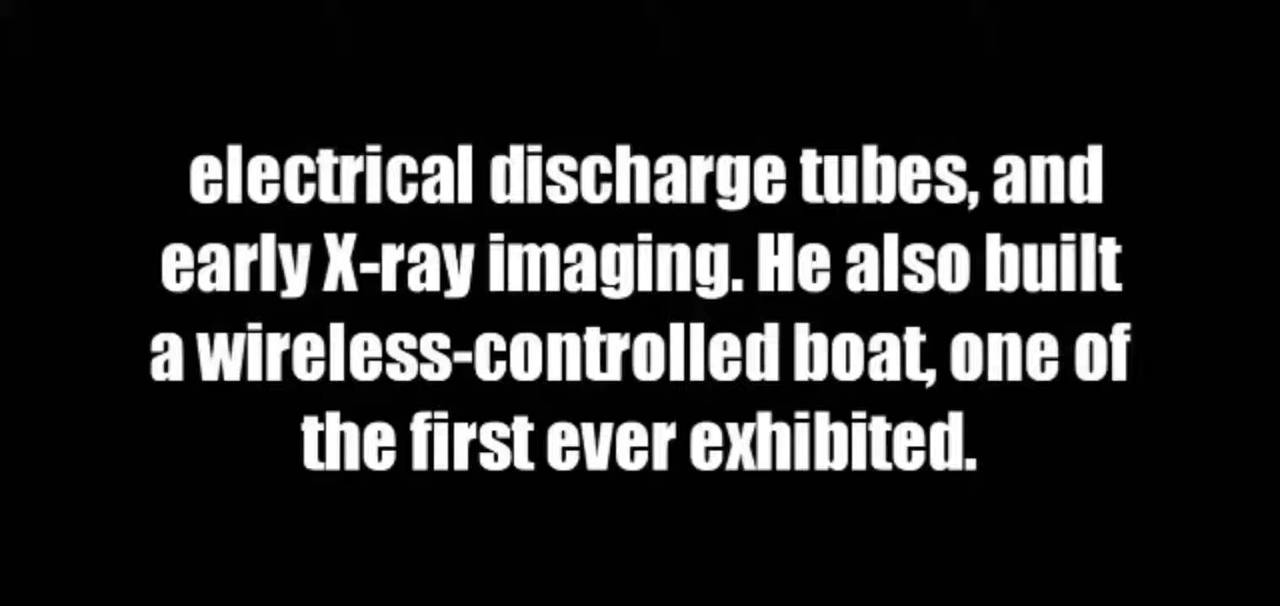 electrical discharge tubes, and
early X-ray imaging. He also built
a wireless-controlled boat, one of
the first ever exhibited.